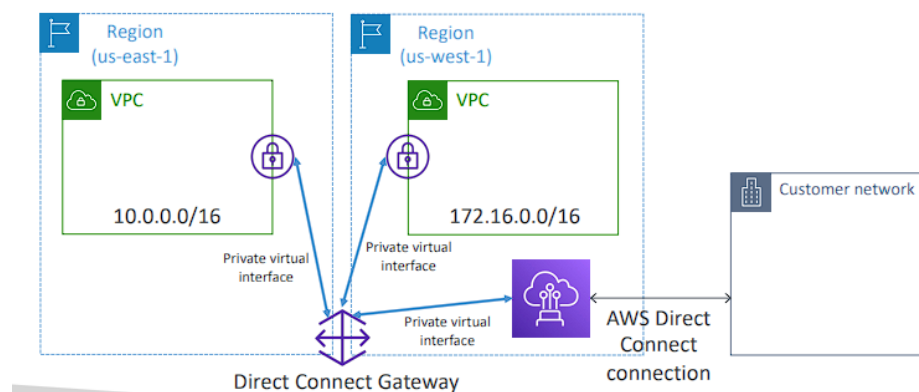 Region
(us-east-1)
Region
(us-west-1)
VPC
VPC
Customer network
10.0.0.0/16
172.16.0.0/16
Private virtual
interface
Private virtual
interface
Private virtual
interface
AWS Direct
Connect
connection
Direct Connect Gateway